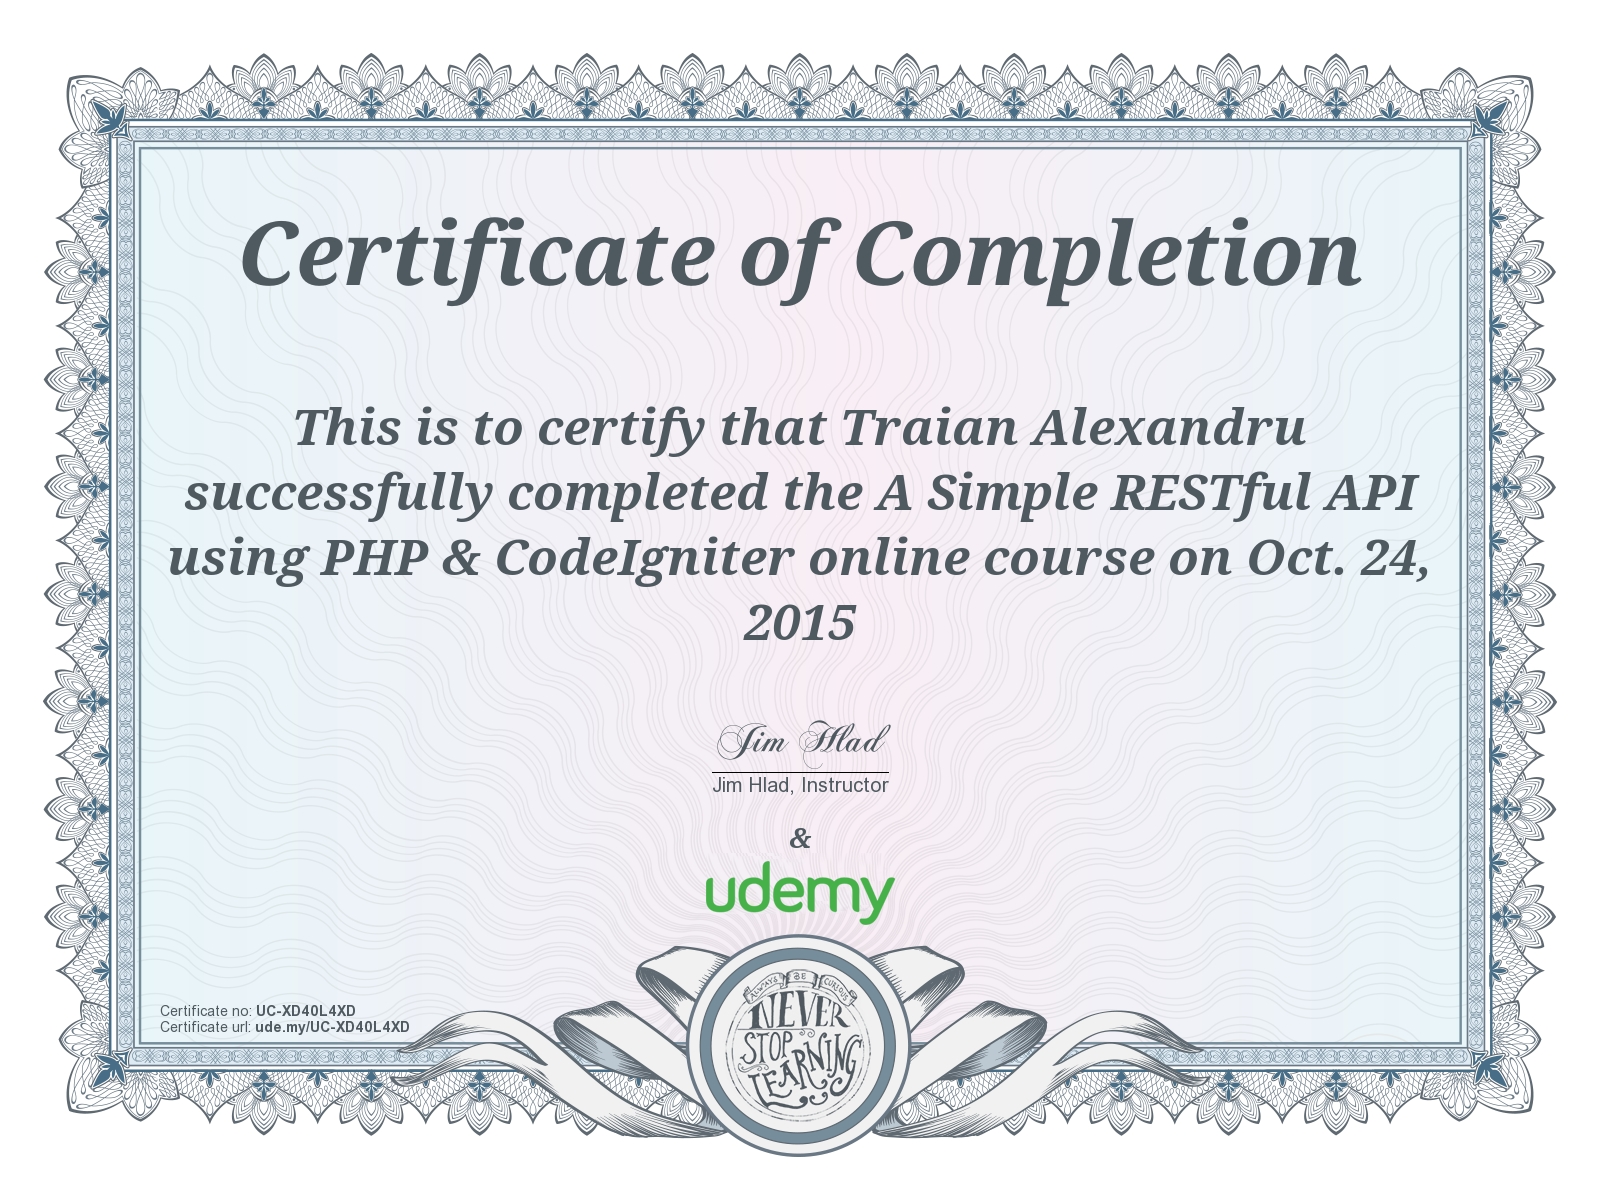 Certificate of Completion
This is to certify that Traian Alexandru
successfully completed the A Simple RESTful API
using PHP & CodeIgniter online course on Oct. 24,
2015
Jim Hlad
Jim Hlad, Instructor
&
udemy
ALWAYS BE CURIOUS
NEVER
STOP
LEARNING
Certificate no: UC-XD40L4XD
Certificate url: ude.my/UC-XD40L4XD